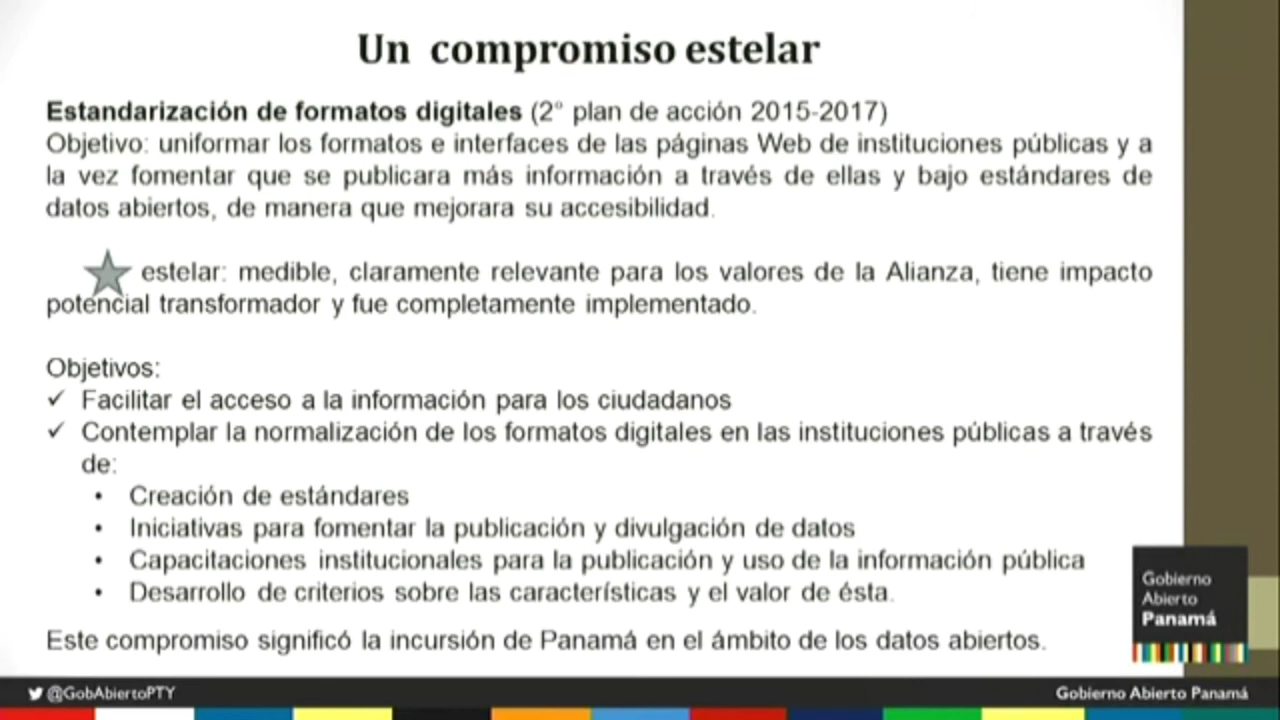 Un compromiso estelar
Estandarización de formatos digitales (2° plan de acción 2015-2017)
Objetivo: uniformar los formatos e interfaces de las páginas Web de instituciones públicas y a
la vez fomentar que se publicara más información a través de ellas y bajo estándares de
datos abiertos, de manera que mejorara su accesibilidad.
estelar: medible, claramente relevante para los valores de la Alianza, tiene impacto
potencial transformador y fue completamente implementado.
Objetivos:
✓ Facilitar el acceso a la información para los ciudadanos
✓ Contemplar la normalización de los formatos digitales en las instituciones públicas a través
de:
• Creación de estándares
• Iniciativas para fomentar la publicación y divulgación de datos
• Capacitaciones institucionales para la publicación y uso de la información pública
• Desarrollo de criterios sobre las características y el valor de ésta.
Este compromiso significó la incursión de Panamá en el ámbito de los datos abiertos.
Gobierno
Abierto
Panamá
@GobAbiertoPTY
Gobierno Abierto Panamá